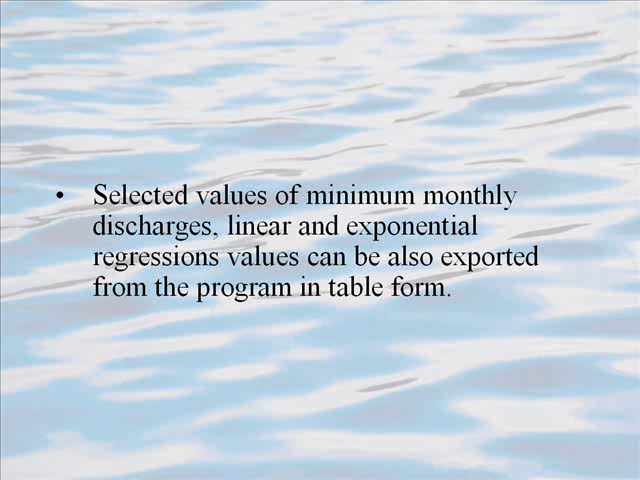 • Selected values of minimum monthly
discharges, linear and exponential
regressions values can be also exported
from the program in table form.